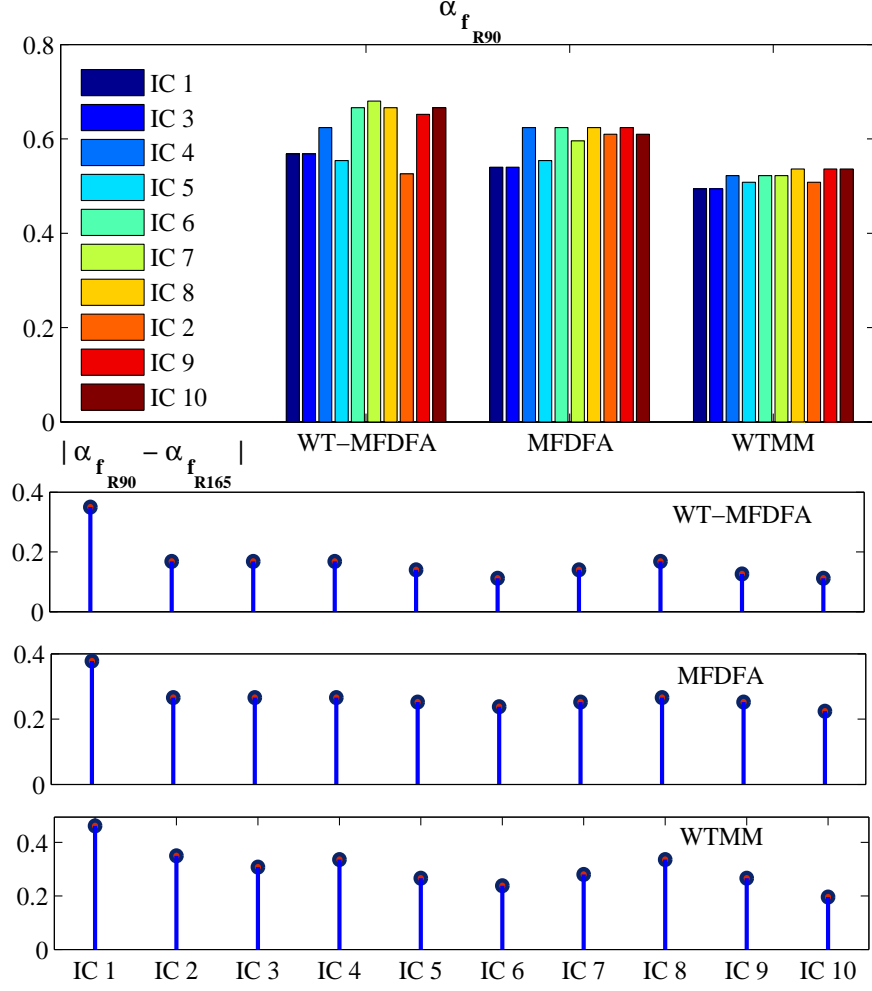 α f R90
0.8
0.6
0.4
0.2
0
IC 1
IC 3
IC 4
IC 5
IC 6
IC 7
IC 8
IC 2
IC 9
IC 10
WT−MFDFA MFDFA WTMM
| α f R90 − α f R165 |
0.4
0.2
0
WT−MFDFA
0.4
0.2
0
MFDFA
0.4
0.2
0
WTMM
IC 1 IC 2 IC 3 IC 4 IC 5 IC 6 IC 7 IC 8 IC 9 IC 10